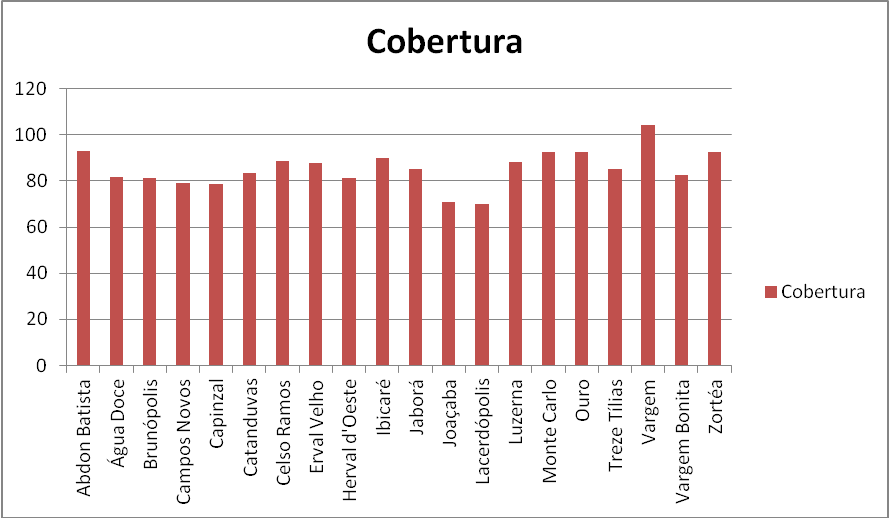 Cobertura
120
100
80
60
40
20
0
Abdon Batista
Água Doce
Brunópolis
Campos Novos
Capinzal
Catanduvas
Celso Ramos
Erval Velho
Herval d'Oeste
Ibicaré
Jaborá
Joaçaba
Lacerdópolis
Luzerna
Monte Carlo
Ouro
Treze Tílias
Vargem
Vargem Bonita
Zortéa
Cobertura